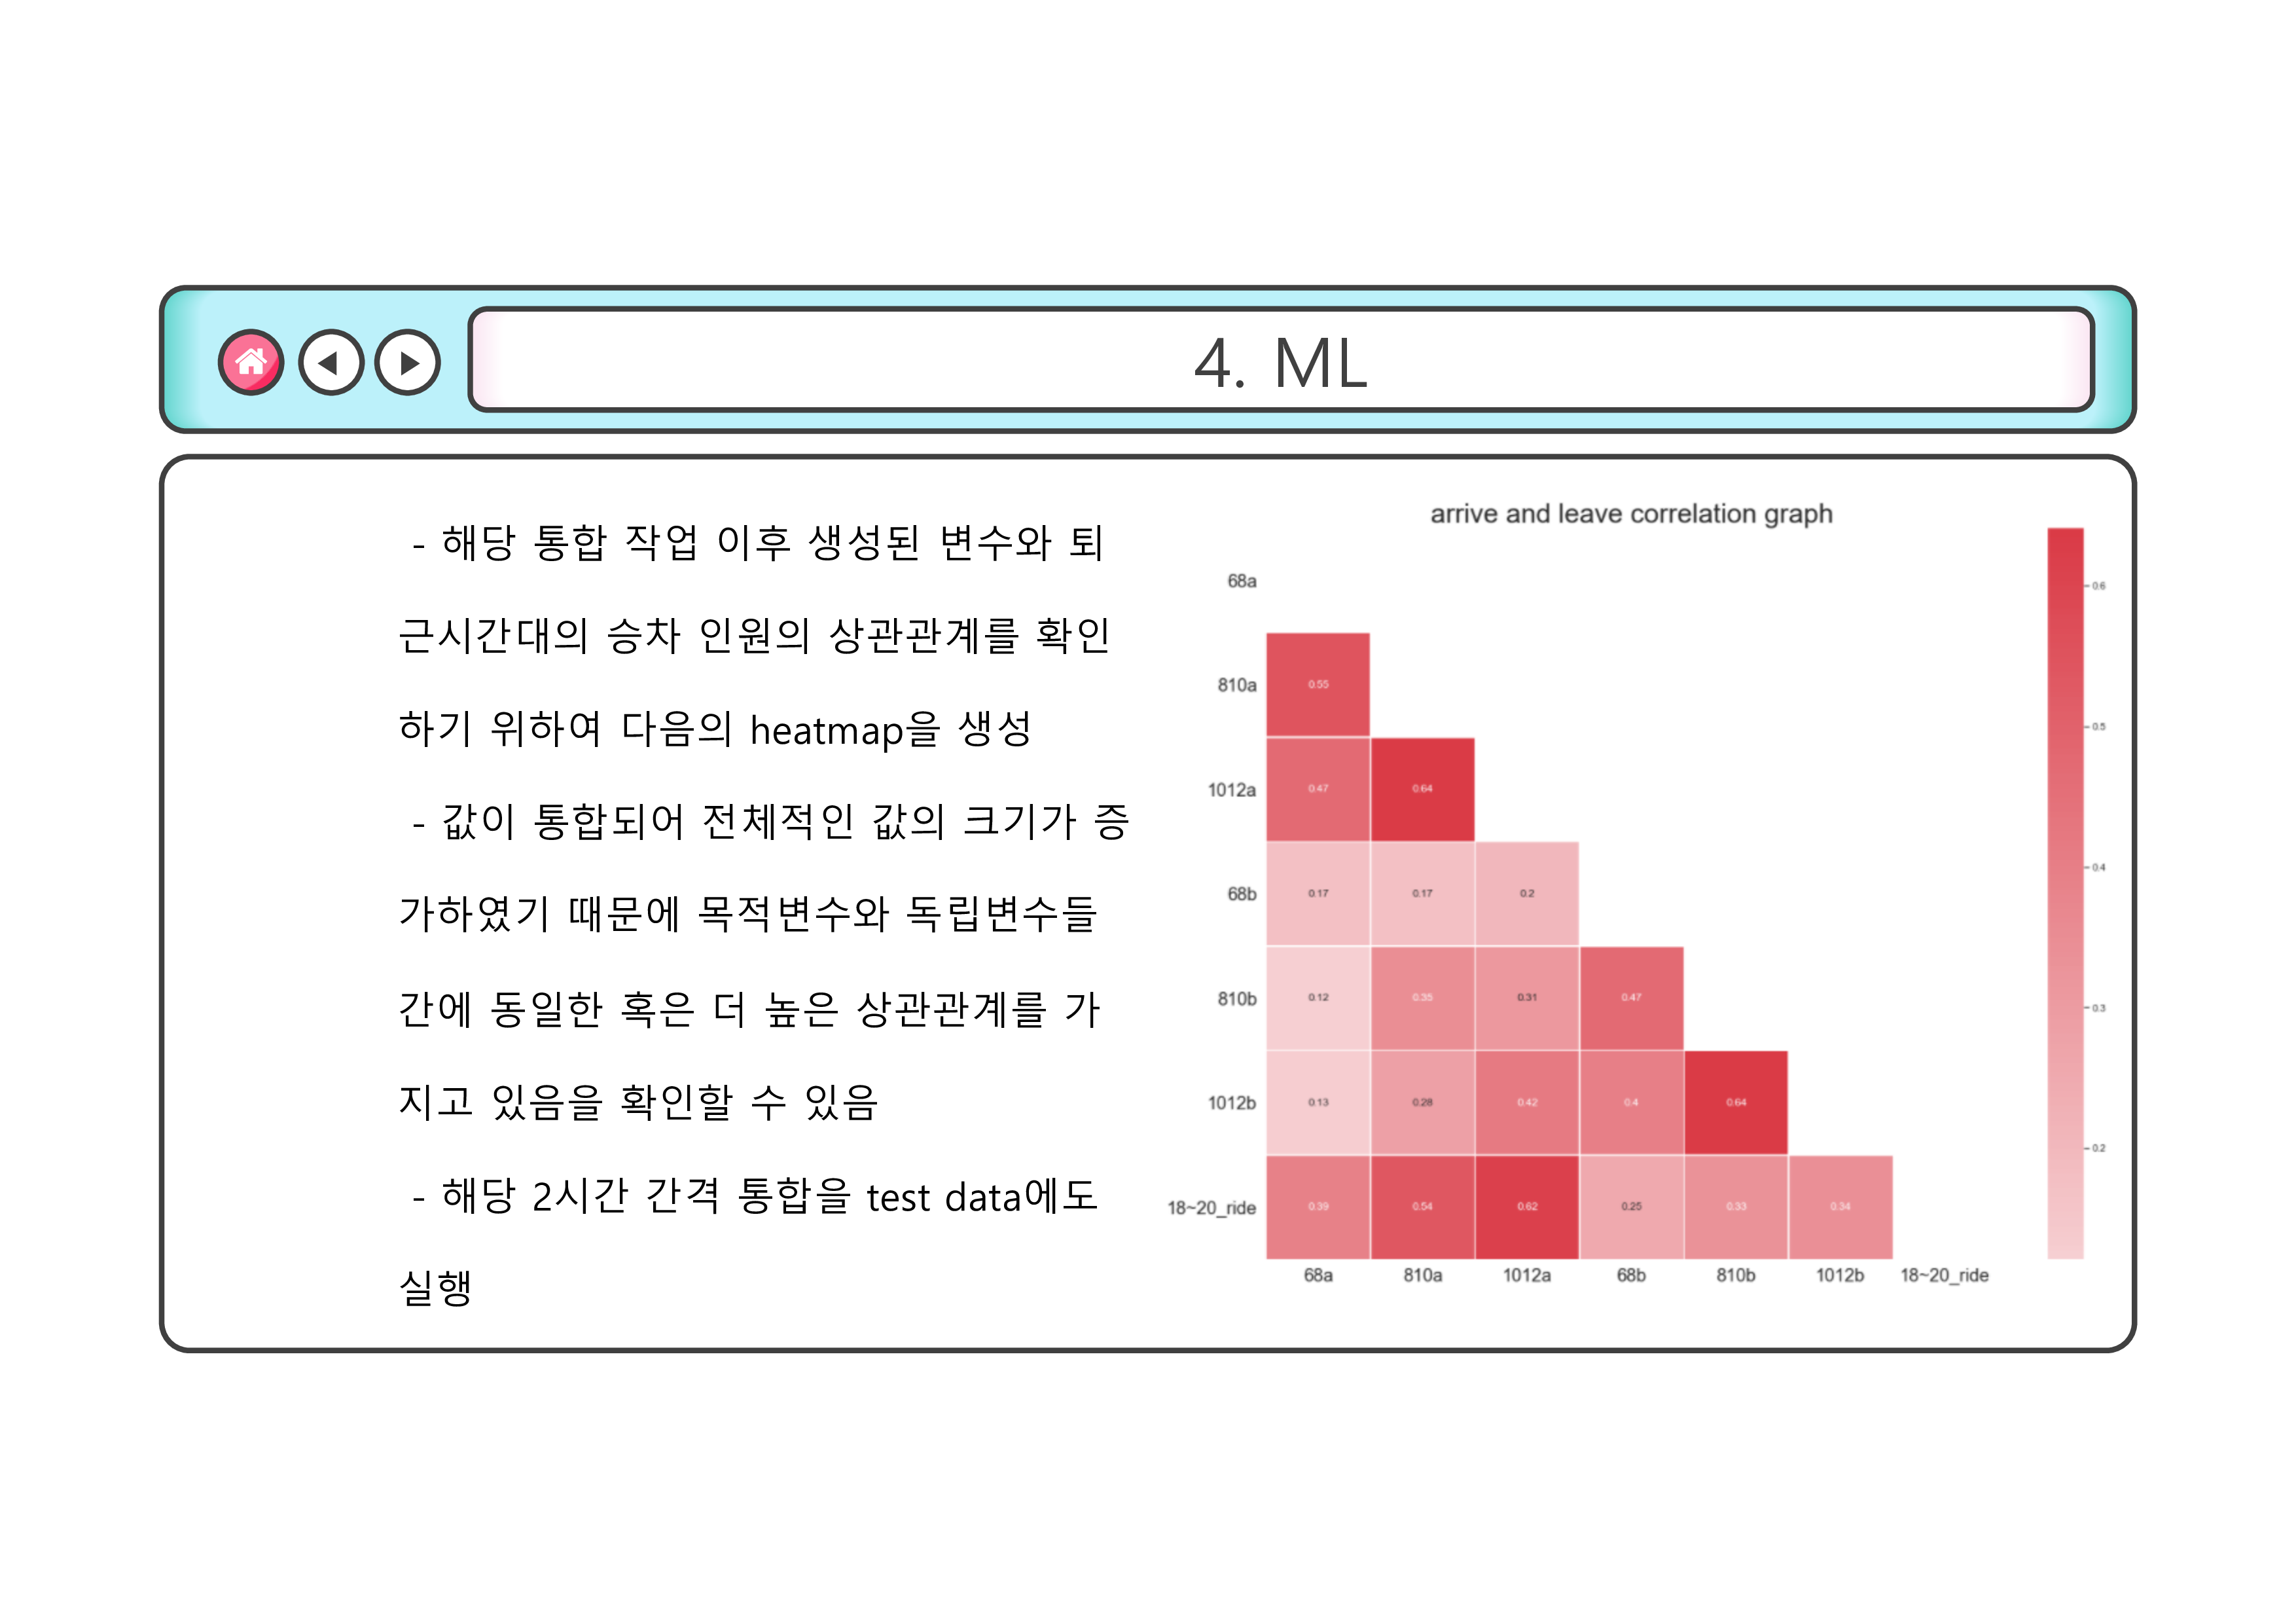 4. ML
- 해당 통합 작업 이후 생성된 변수와 퇴
근시간대의 승차 인원의 상관관계를 확인
하기 위하여 다음의 heatmap을 생성
- 값이 통합되어 전체적인 값의 크기가 증
가하였기 때문에 목적변수와 독립변수들
간에 동일한 혹은 더 높은 상관관계를 가
지고 있음을 확인할 수 있음
- 해당 2시간 간격 통합을 test data에도
실행
arrive and leave correlation graph
68a
810a 0.55
1012a 0.47 0.64
68b 0.17 0.17 0.2
810b 0.12 0.35 0.31 0.47
1012b 0.13 0.28 0.42 0.4 0.64
18~20_ride 0.39 0.54 0.62 0.25 0.33 0.34
68a 810a 1012a 68b 810b 1012b 18~20_ride
0.6
0.5
0.4
0.3
0.2